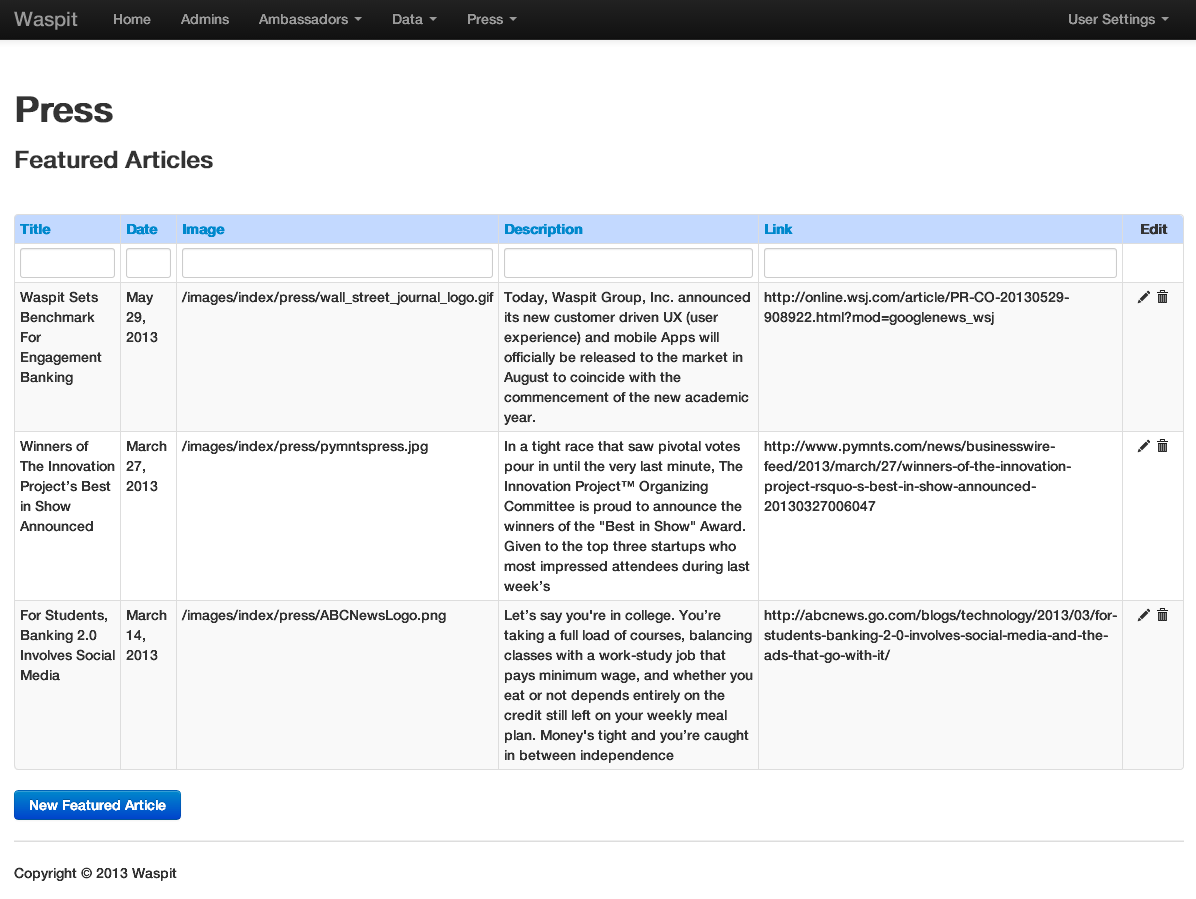 Waspit Home Admins Ambassadors Data Press User Settings
Press
Featured Articles
Title Date Image Description Link Edit
Waspit Sets
Benchmark
For
Engagement
Banking
May
29,
2013
/images/index/press/wall_street_journal_logo.gif
Today, Waspit Group, Inc. announced
its new customer driven UX (user
experience) and mobile Apps will
officially be released to the market in
August to coincide with the
commencement of the new academic
year.
http://online.wsj.com/article/PR-CO-20130529-
908922.html?mod=googlenews_wsj
Winners of
The Innovation
Project’s Best
in Show
Announced
March
27,
2013
/images/index/press/pymntspress.jpg
In a tight race that saw pivotal votes
pour in until the very last minute, The
Innovation Project™ Organizing
Committee is proud to announce the
winners of the "Best in Show" Award.
Given to the top three startups who
most impressed attendees during last
week’s
http://www.pymnts.com/news/businesswire-
feed/2013/march/27/winners-of-the-innovation-
project-rsquo-s-best-in-show-announced-
20130327006047
For Students,
Banking 2.0
Involves Social
Media
March
14,
2013
/images/index/press/ABCNewsLogo.png
Let’s say you're in college. You’re
taking a full load of courses, balancing
classes with a work-study job that
pays minimum wage, and whether you
eat or not depends entirely on the
credit still left on your weekly meal
plan. Money's tight and you’re caught
in between independence
http://abcnews.go.com/blogs/technology/2013/03/for-
students-banking-2-0-involves-social-media-and-the-
ads-that-go-with-it/
New Featured Article
Copyright © 2013 Waspit